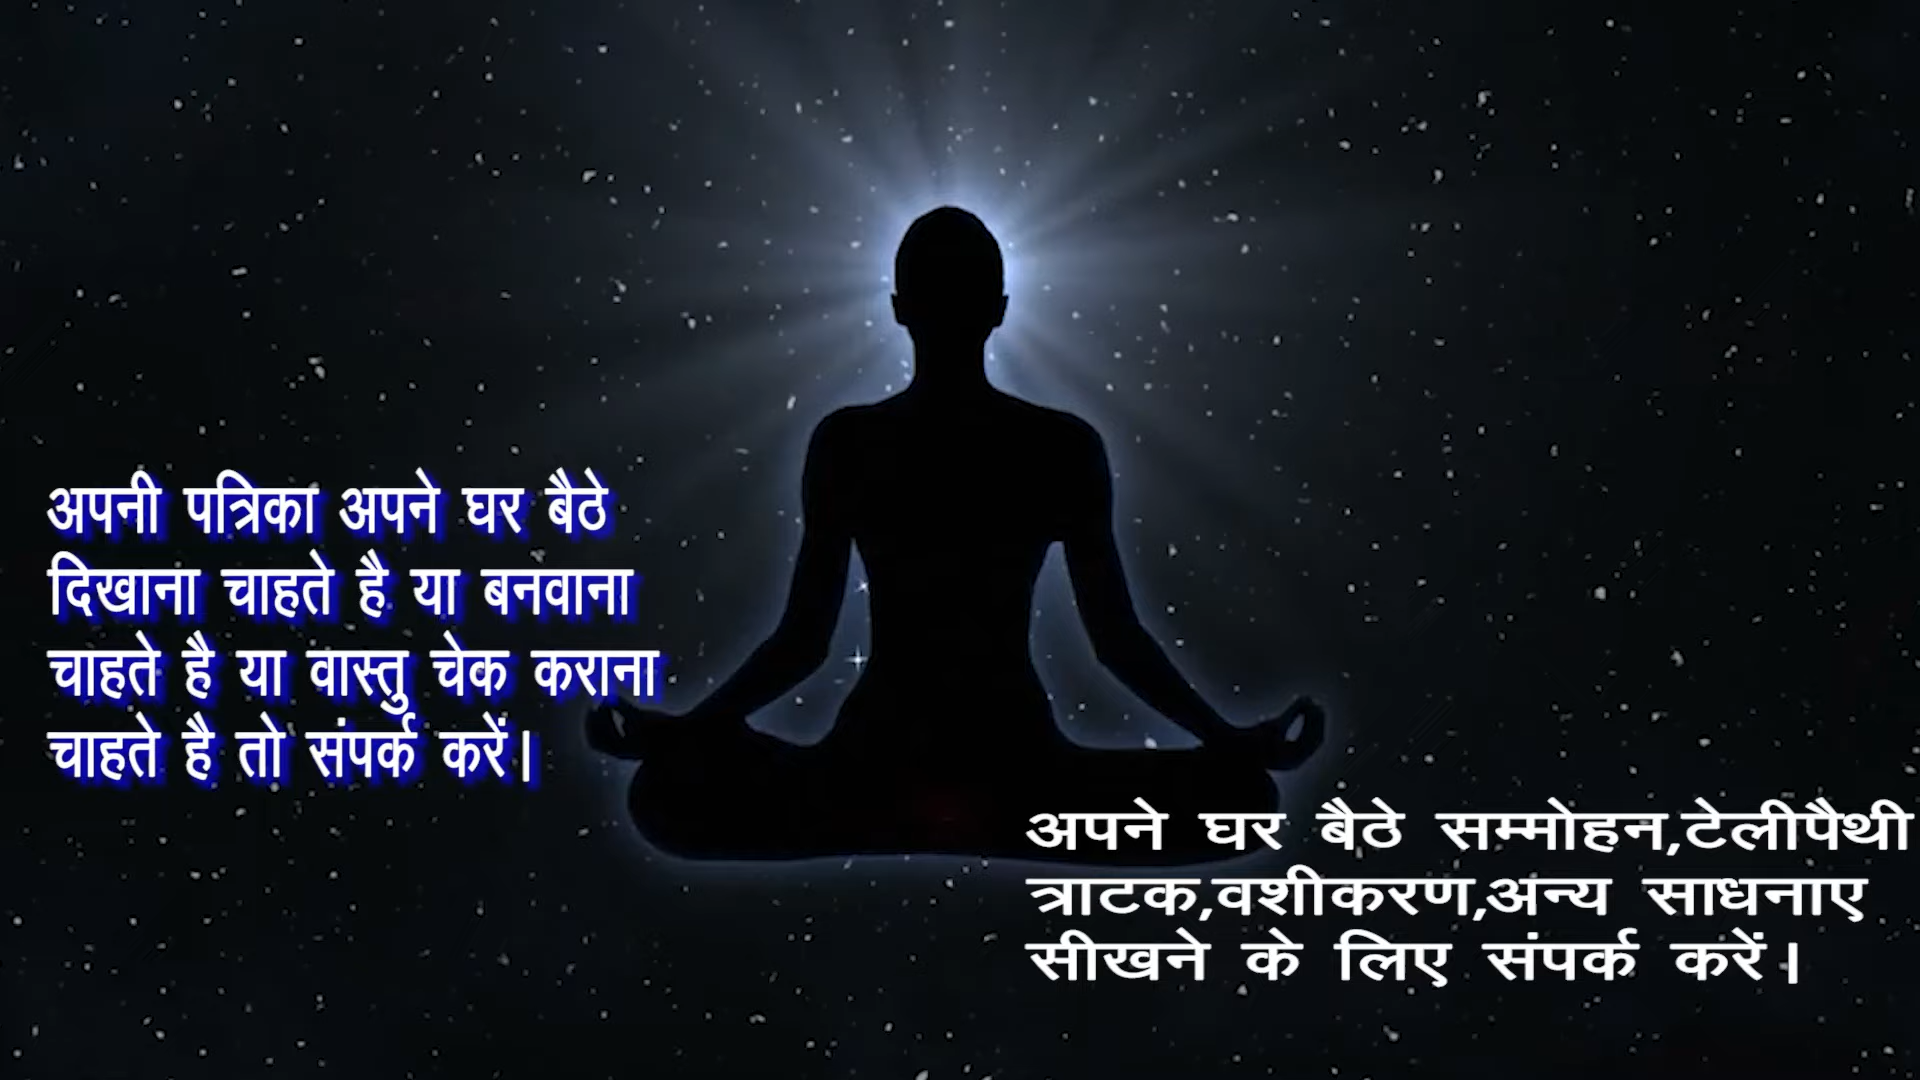 अपनी पत्रिका अपने घर बैठे
दिखाना चाहते है या बनवाना
चाहते है या वास्तु चेक कराना
चाहते है तो संपर्क करें।
अपने घर बैठे सम्मोहन,टेलीपैथी
त्राटक,वशीकरण,अन्य साधनाए
सीखने के लिए संपर्क करें।